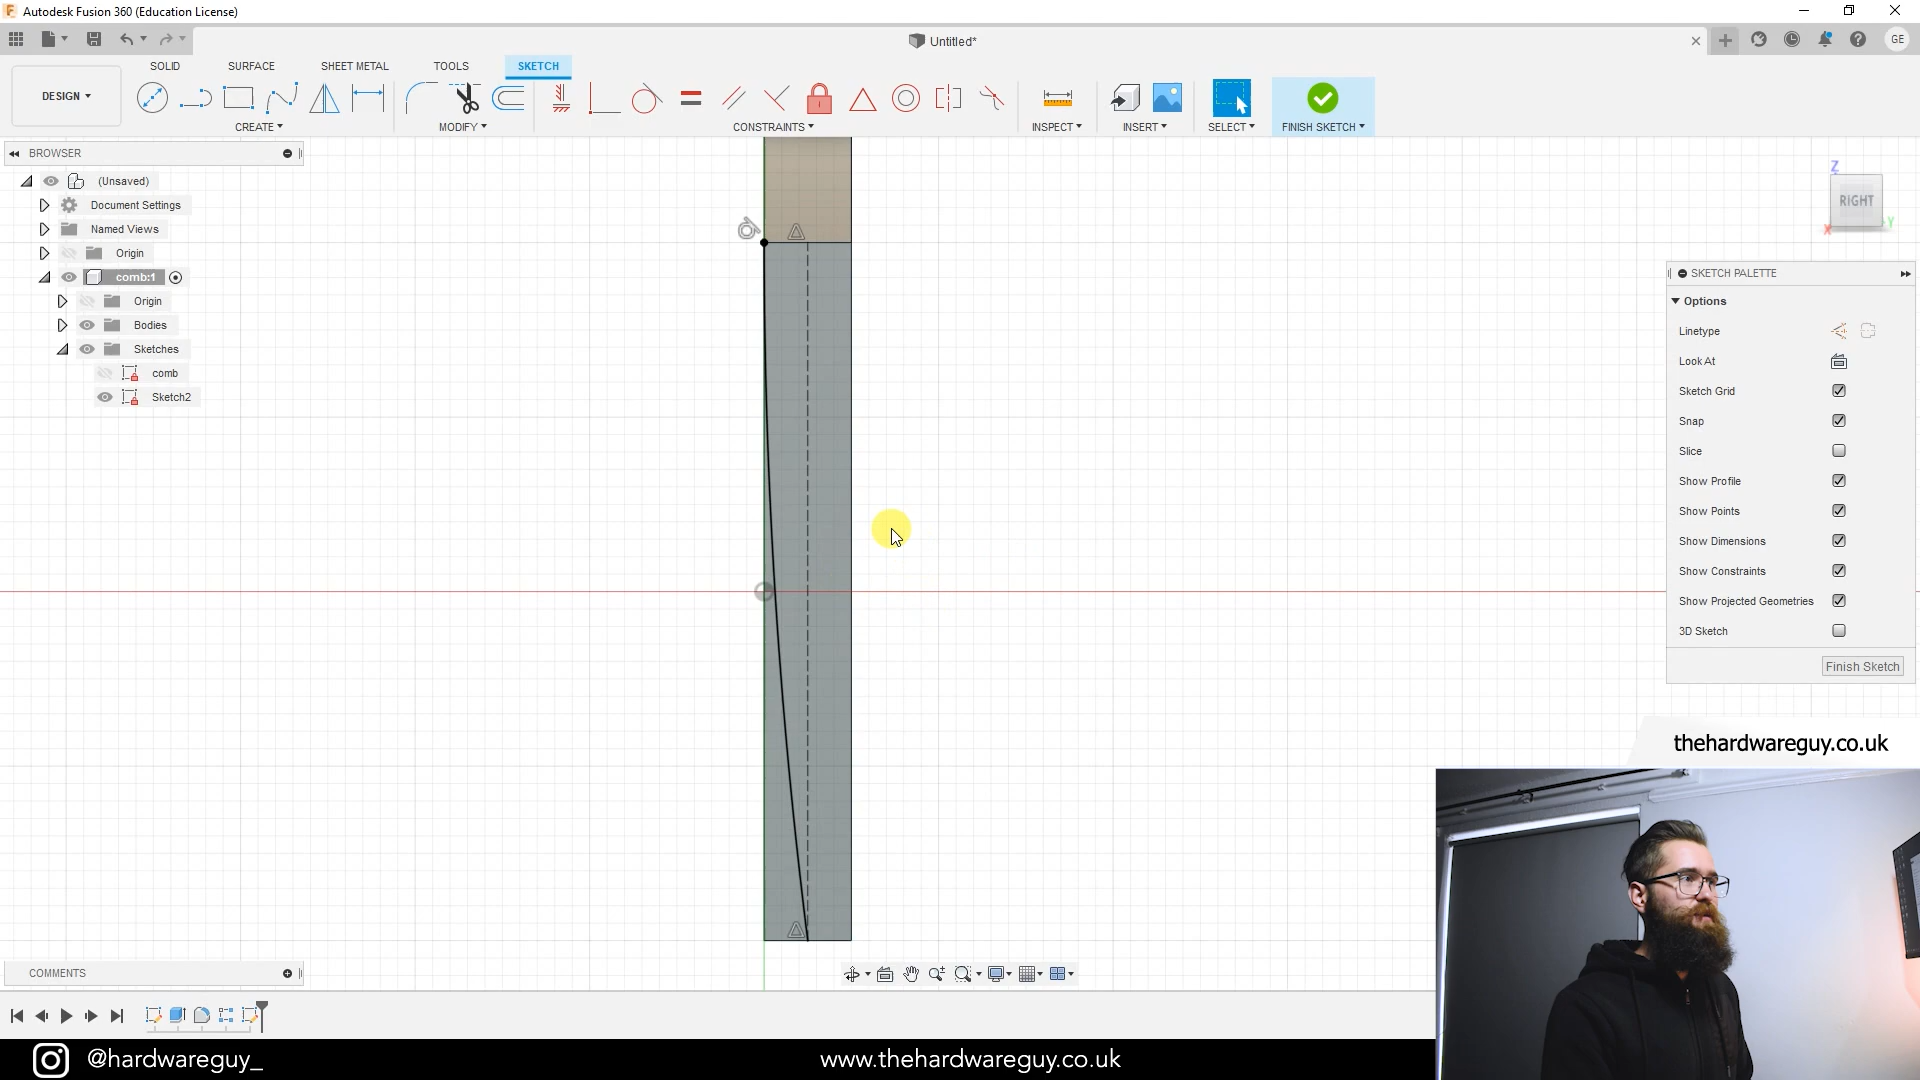 Autodesk Fusion 360 (Education License)
Untitled*
GE
SOLID
SURFACE
SHEET METAL
TOOLS
SKETCH
DESIGN
CREATE
MODIFY
CONSTRAINTS
INSPECT
INSERT
SELECT
FINISH SKETCH
BROWSER
(Unsaved)
Document Settings
Named Views
Origin
comb:1
Origin
Bodies
Sketches
comb
Sketch2
Z
RIGHT
X
Y
SKETCH PALETTE
Options
Linetype
Look At
Sketch Grid
Snap
Slice
Show Profile
Show Points
Show Dimensions
Show Constraints
Show Projected Geometries
3D Sketch
Finish Sketch
thehardwareguy.co.uk
COMMENTS
@hardwareguy_
www.thehardwareguy.co.uk